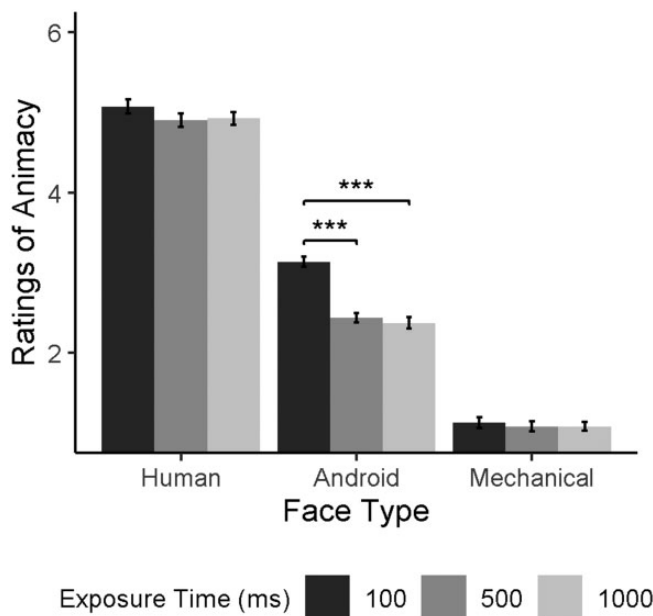 Ratings of Animacy
6
4
2
***
***
Human Android Mechanical
Face Type
Exposure Time (ms) 100 500 1000